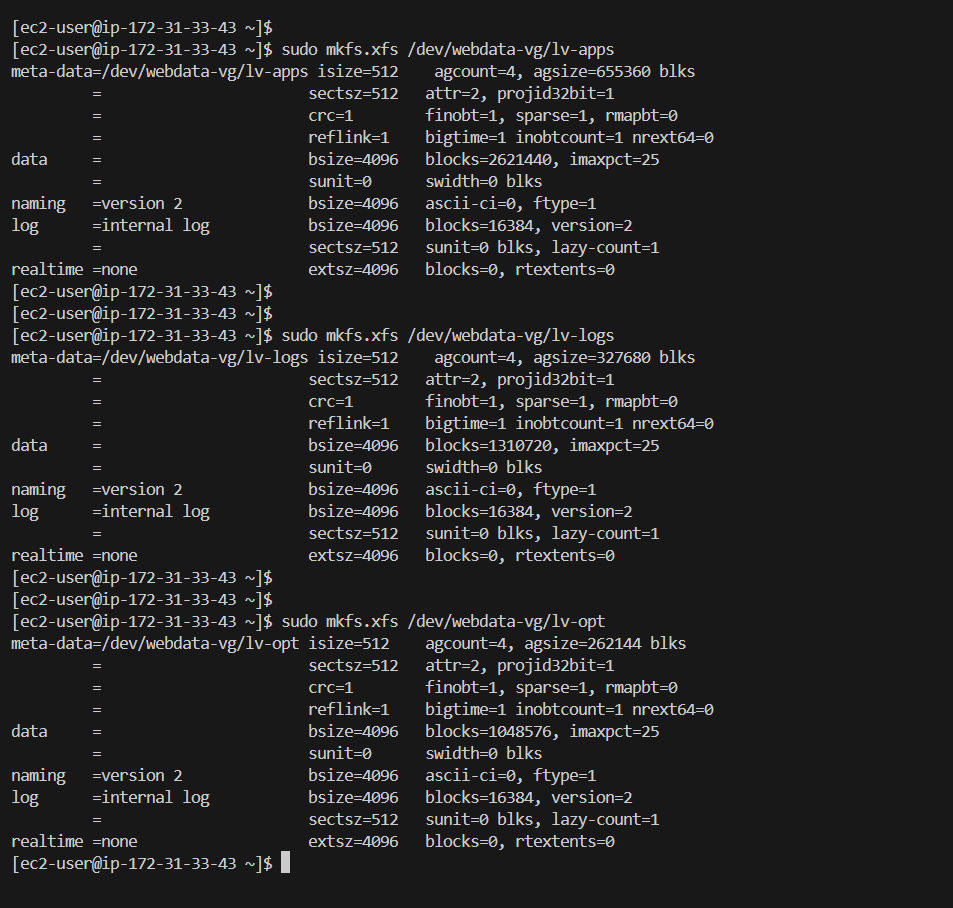 [ec2-user@ip-172-31-33-43 ~]$
[ec2-user@ip-172-31-33-43 ~]$ sudo mkfs.xfs /dev/webdata-vg/lv-apps
meta-data=/dev/webdata-vg/lv-apps isize=512    agcount=4, agsize=655360 blks
         =                       sectsz=512   attr=2, projid32bit=1
         =                       crc=1        finobt=1, sparse=1, rmapbt=0
         =                       reflink=1    bigtime=1 inobtcount=1 nrext64=0
data     =                       bsize=4096   blocks=2621440, imaxpct=25
         =                       sunit=0      swidth=0 blks
naming   =version 2              bsize=4096   ascii-ci=0, ftype=1
log      =internal log           bsize=4096   blocks=16384, version=2
         =                       sectsz=512   sunit=0 blks, lazy-count=1
realtime =none                   extsz=4096   blocks=0, rtextents=0
[ec2-user@ip-172-31-33-43 ~]$
[ec2-user@ip-172-31-33-43 ~]$
[ec2-user@ip-172-31-33-43 ~]$ sudo mkfs.xfs /dev/webdata-vg/lv-logs
meta-data=/dev/webdata-vg/lv-logs isize=512    agcount=4, agsize=327680 blks
         =                       sectsz=512   attr=2, projid32bit=1
         =                       crc=1        finobt=1, sparse=1, rmapbt=0
         =                       reflink=1    bigtime=1 inobtcount=1 nrext64=0
data     =                       bsize=4096   blocks=1310720, imaxpct=25
         =                       sunit=0      swidth=0 blks
naming   =version 2              bsize=4096   ascii-ci=0, ftype=1
log      =internal log           bsize=4096   blocks=16384, version=2
         =                       sectsz=512   sunit=0 blks, lazy-count=1
realtime =none                   extsz=4096   blocks=0, rtextents=0
[ec2-user@ip-172-31-33-43 ~]$
[ec2-user@ip-172-31-33-43 ~]$
[ec2-user@ip-172-31-33-43 ~]$ sudo mkfs.xfs /dev/webdata-vg/lv-opt
meta-data=/dev/webdata-vg/lv-opt isize=512    agcount=4, agsize=262144 blks
         =                       sectsz=512   attr=2, projid32bit=1
         =                       crc=1        finobt=1, sparse=1, rmapbt=0
         =                       reflink=1    bigtime=1 inobtcount=1 nrext64=0
data     =                       bsize=4096   blocks=1048576, imaxpct=25
         =                       sunit=0      swidth=0 blks
naming   =version 2              bsize=4096   ascii-ci=0, ftype=1
log      =internal log           bsize=4096   blocks=16384, version=2
         =                       sectsz=512   sunit=0 blks, lazy-count=1
realtime =none                   extsz=4096   blocks=0, rtextents=0
[ec2-user@ip-172-31-33-43 ~]$